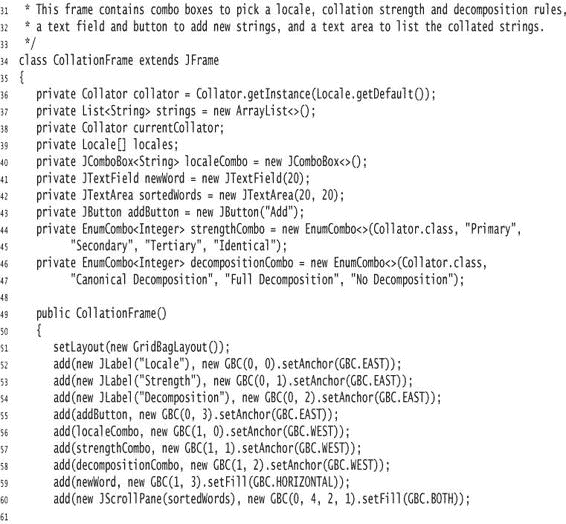 31 * This frame contains combo boxes to pick a locale, collation strength and decomposition rules,
32 * a text field and button to add new strings, and a text area to list the collated strings.
33 */
34 class CollationFrame extends JFrame
35 {
36 private Collator collator = Collator.getInstance(Locale.getDefault());
37 private List<String> strings = new ArrayList<>();
38 private Collator currentCollator;
39 private Locale[] locales;
40 private JComboBox<String> localeCombo = new JComboBox<>();
41 private JTextField newWord = new JTextField(20);
42 private JTextArea sortedWords = new JTextArea(20, 20);
43 private JButton addButton = new JButton("Add");
44 private EnumCombo<Integer> strengthCombo = new EnumCombo<>(Collator.class, "Primary",
45 "Secondary", "Tertiary", "Identical");
46 private EnumCombo<Integer> decompositionCombo = new EnumCombo<>(Collator.class,
47 "Canonical Decomposition", "Full Decomposition", "No Decomposition");
48
49 public CollationFrame()
50 {
51 setLayout(new GridBagLayout());
52 add(new JLabel("Locale"), new GBC(0, 0).setAnchor(GBC.EAST));
53 add(new JLabel("Strength"), new GBC(0, 1).setAnchor(GBC.EAST));
54 add(new JLabel("Decomposition"), new GBC(0, 2).setAnchor(GBC.EAST));
55 add(addButton, new GBC(0, 3).setAnchor(GBC.EAST));
56 add(localeCombo, new GBC(1, 0).setAnchor(GBC.WEST));
57 add(strengthCombo, new GBC(1, 1).setAnchor(GBC.WEST));
58 add(decompositionCombo, new GBC(1, 2).setAnchor(GBC.WEST));
59 add(newWord, new GBC(1, 3).setFill(GBC.HORIZONTAL));
60 add(new JScrollPane(sortedWords), new GBC(0, 4, 2, 1).setFill(GBC.BOTH));
61